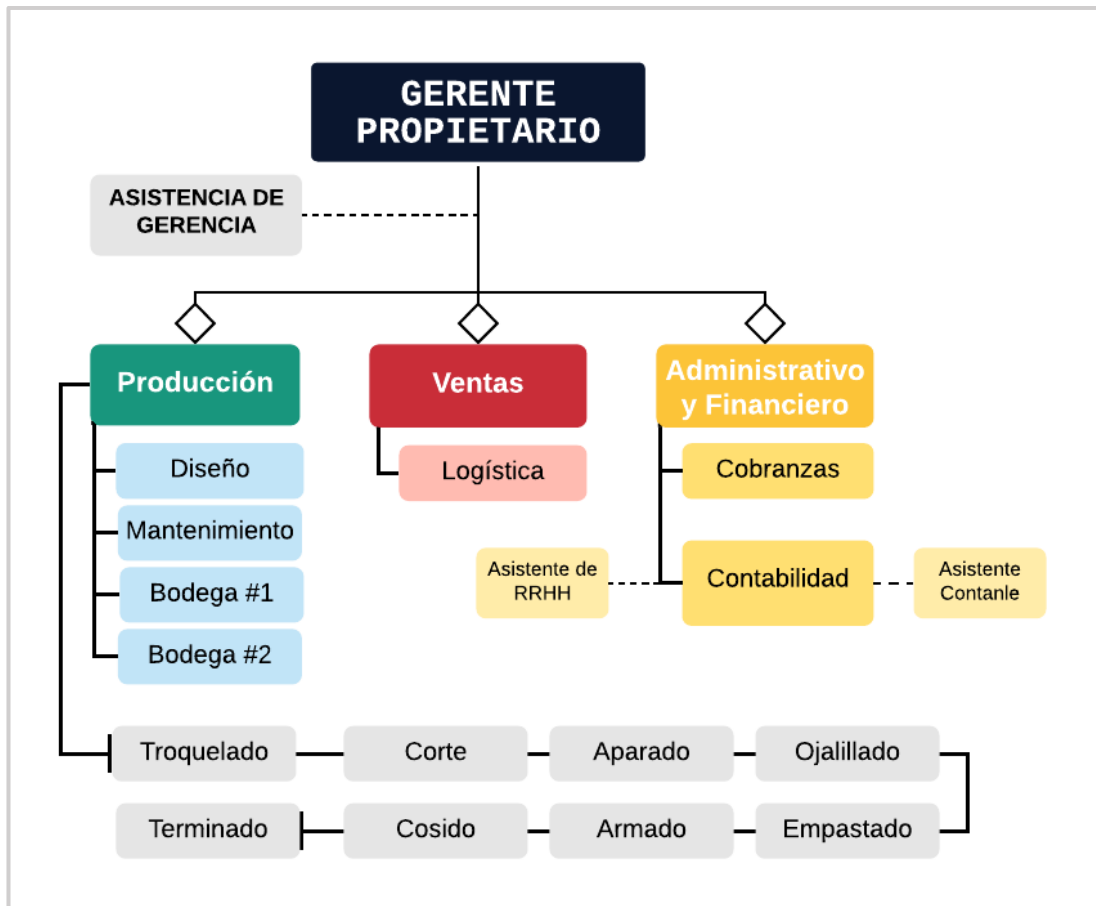 GERENTE
PROPIETARIO
ASISTENCIA DE
GERENCIA
Producción
Ventas
Administrativo
y Financiero
Diseño
Logística
Cobranzas
Mantenimiento
Bodega #1
Asistente de
RRHH
Contabilidad
Asistente
Contanle
Bodega #2
Troquelado
Corte
Aparado
Ojalillado
Terminado
Cosido
Armado
Empastado